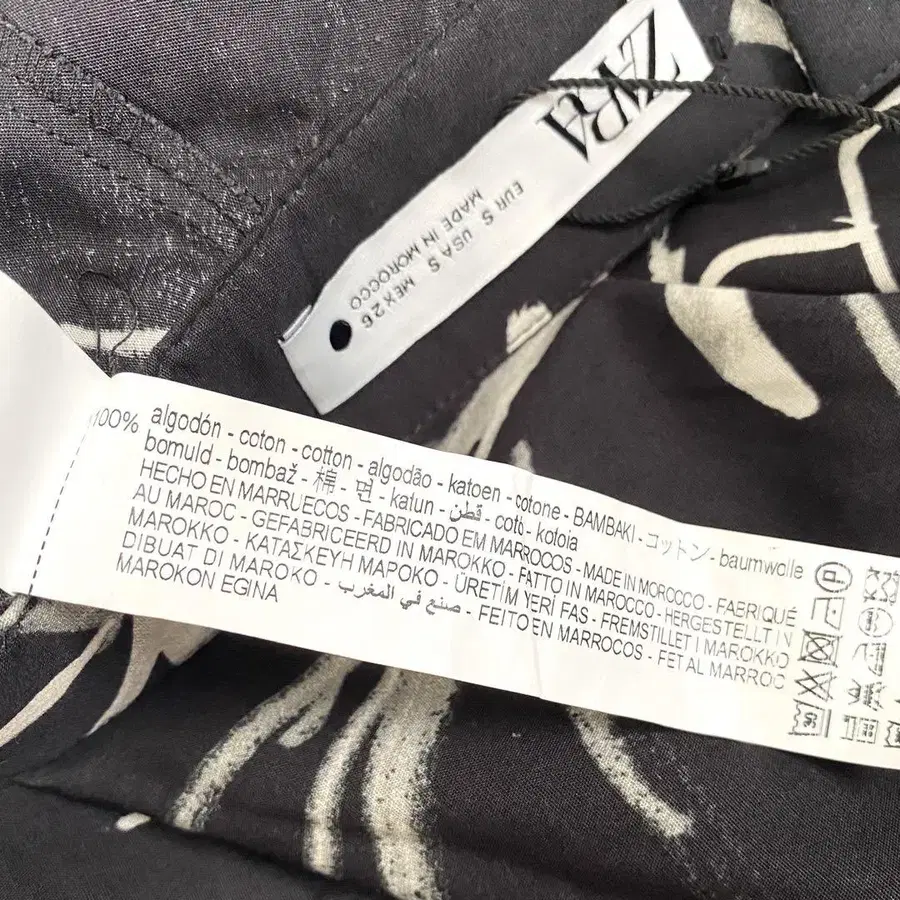 ZARA
EUR S USA S MEX 26
MADE IN MOROCCO
100% algodón - coton - cotton - algodão - katoen - cotone - BAMBAKI - コットン - baumwolle
bomuld - bombaž - 棉 - 면 - katun - قطن - cotó - kotoia
HECHO EN MARRUECOS - FABRICADO EM MARROCOS - MADE IN MOROCCO - FABRIQUÉ
AU MAROC - GEFABRICEERD IN MAROKKO - FATTO IN MAROCCO - HERGESTELLT IN
MAROKKO - ΚΑΤΑΣΚΕΥΗ ΜΑΡΟΚΟ - ÜRETİM YERİ FAS - FREMSTILLET I MAROKKO
DIBUAT DI MAROKO - صنع في المغرب - FEITO EN MARROCOS - FET AL MARROC
MAROKON EGINA